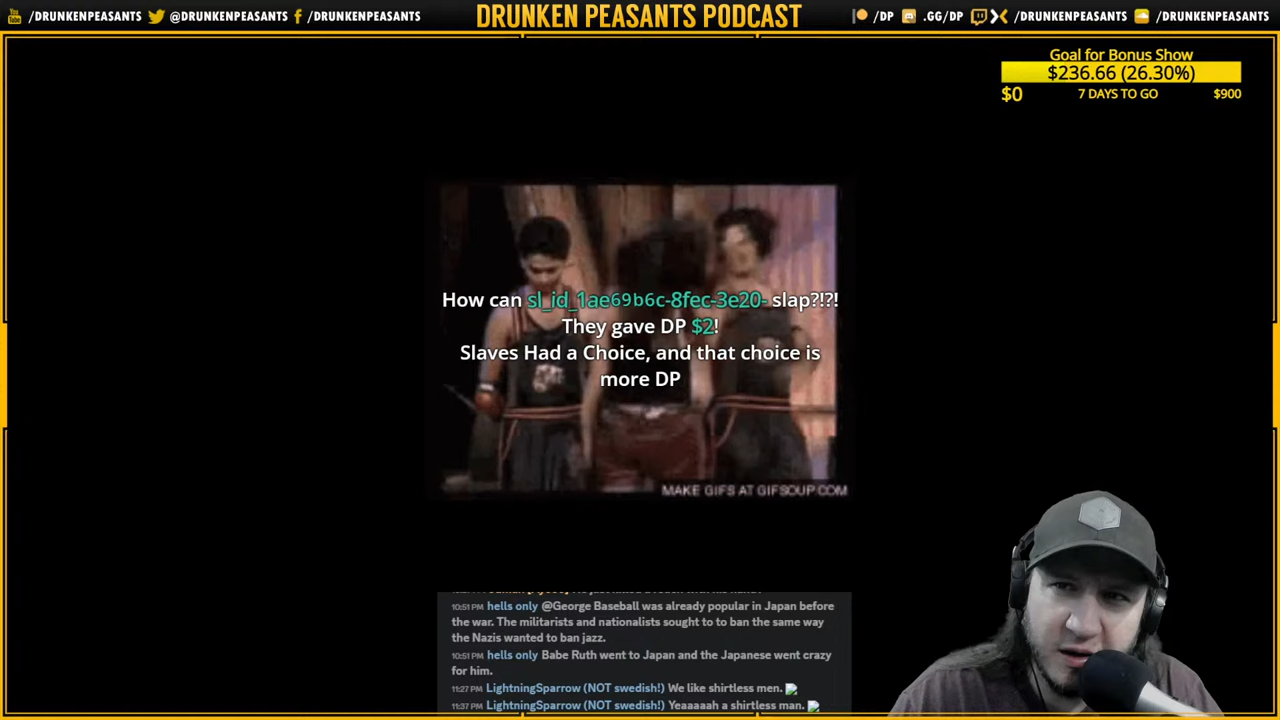 You Tube /DRUNKENPEASANTS @DRUNKENPEASANTS f /DRUNKENPEASANTS DRUNKEN PEASANTS PODCAST /DP .GG/DP /DRUNKENPEASANTS /DRUNKENPEASANTS
Goal for Bonus Show
$236.66 (26.30%)
$0 7 DAYS TO GO $900
How can sl_id_1ae69b6c-8fec-3e20- slap?!?!
They gave DP $2!
Slaves Had a Choice, and that choice is
more DP
MAKE GIFS AT GIFSOUP.COM
10:51 PM hells only @George Baseball was already popular in Japan before
the war. The militarists and nationalists sought to to ban the same way
the Nazis wanted to ban jazz.
10:51 PM hells only Babe Ruth went to Japan and the Japanese went crazy
for him.
11:27 PM LightningSparrow (NOT swedish!) We like shirtless men.
11:37 PM LightningSparrow (NOT swedish!) Yeaaaaah a shirtless man.